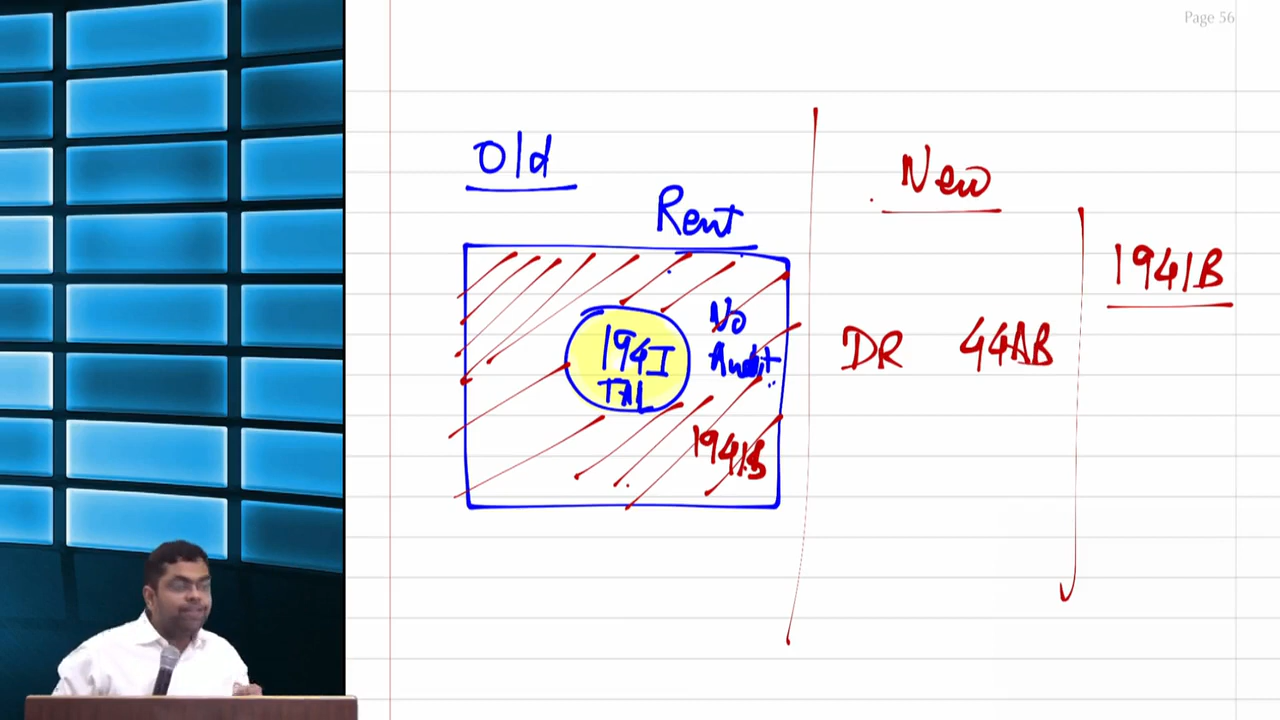 Page 56
Old
Rent
No
Audit
194I
TAL
194IB
New
DR 44AB
194IB